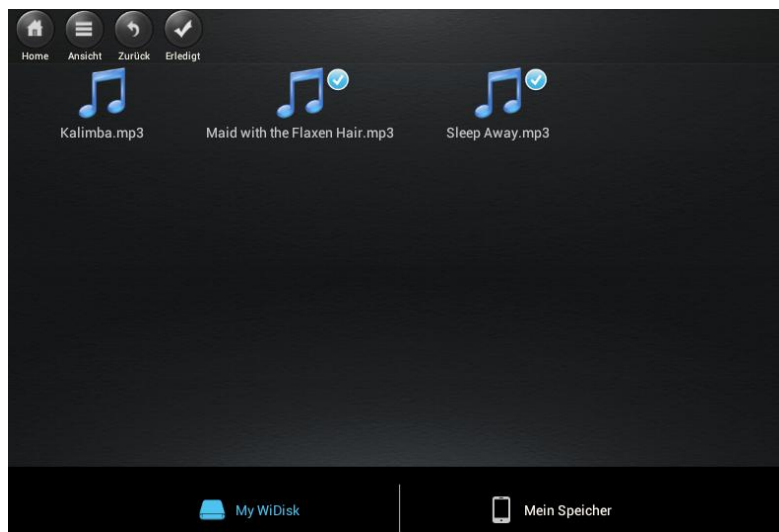 Home Ansicht Zurück Erledigt
Kalimba.mp3 Maid with the Flaxen Hair.mp3 Sleep Away.mp3
My WiDisk Mein Speicher